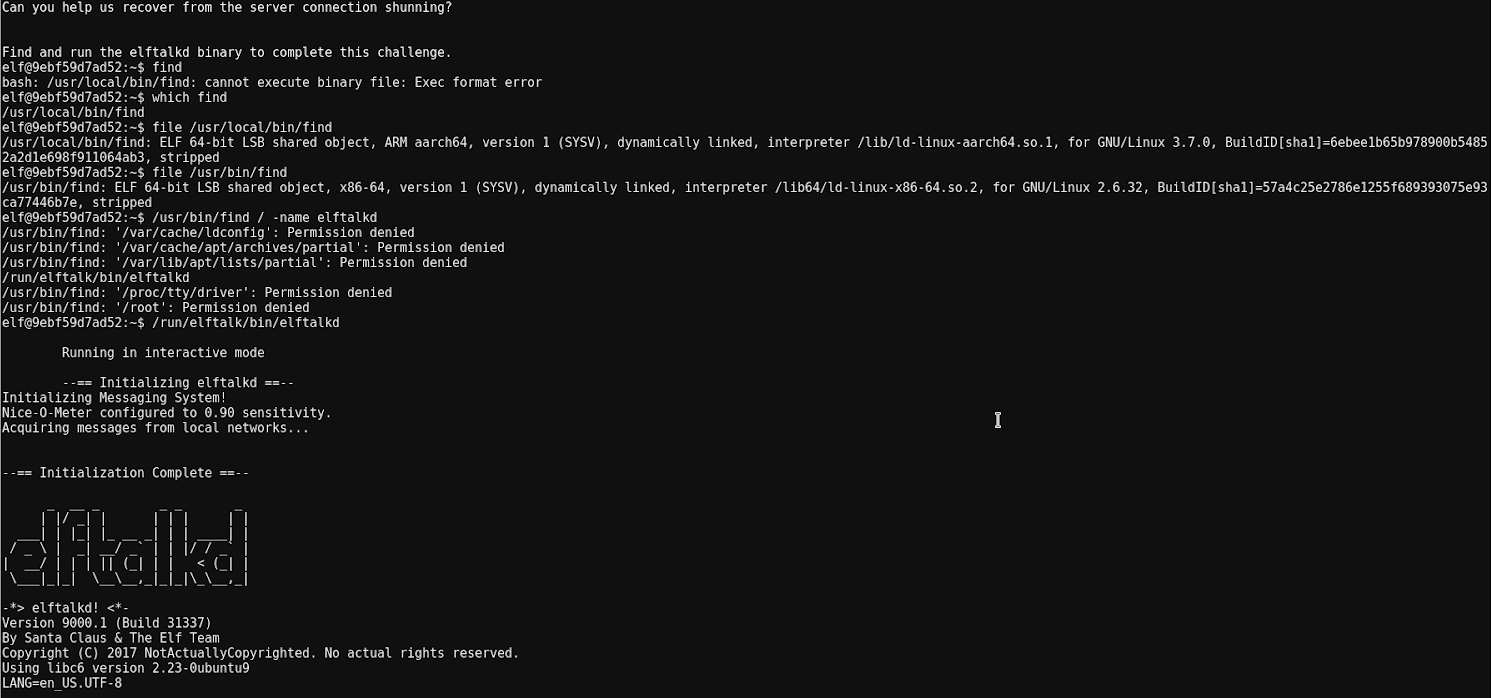 Can you help us recover from the server connection shunning?
Find and run the elftalkd binary to complete this challenge.
elf@9ebf59d7ad52:~$ find
bash: /usr/local/bin/find: cannot execute binary file: Exec format error
elf@9ebf59d7ad52:~$ which find
/usr/local/bin/find
elf@9ebf59d7ad52:~$ file /usr/local/bin/find
/usr/local/bin/find: ELF 64-bit LSB shared object, ARM aarch64, version 1 (SYSV), dynamically linked, interpreter /lib/ld-linux-aarch64.so.1, for GNU/Linux 3.7.0, BuildID[sha1]=6ebee1b65b978900b5485
2a2d1e698f911064ab3, stripped
elf@9ebf59d7ad52:~$ file /usr/bin/find
/usr/bin/find: ELF 64-bit LSB shared object, x86-64, version 1 (SYSV), dynamically linked, interpreter /lib64/ld-linux-x86-64.so.2, for GNU/Linux 2.6.32, BuildID[sha1]=57a4c25e2786e1255f689393075e93
ca77446b7e, stripped
elf@9ebf59d7ad52:~$ /usr/bin/find / -name elftalkd
/usr/bin/find: '/var/cache/ldconfig': Permission denied
/usr/bin/find: '/var/cache/apt/archives/partial': Permission denied
/usr/bin/find: '/var/lib/apt/lists/partial': Permission denied
/run/elftalk/bin/elftalkd
/usr/bin/find: '/proc/tty/driver': Permission denied
/usr/bin/find: '/root': Permission denied
elf@9ebf59d7ad52:~$ /run/elftalk/bin/elftalkd
Running in interactive mode
--== Initializing elftalkd ==--
Initializing Messaging System!
Nice-O-Meter configured to 0.90 sensitivity.
Acquiring messages from local networks...
--== Initialization Complete ==--
elftalkd
-*> elftalkd! <*-
Version 9000.1 (Build 31337)
By Santa Claus & The Elf Team
Copyright (C) 2017 NotActuallyCopyrighted. No actual rights reserved.
Using libc6 version 2.23-0ubuntu9
LANG=en_US.UTF-8